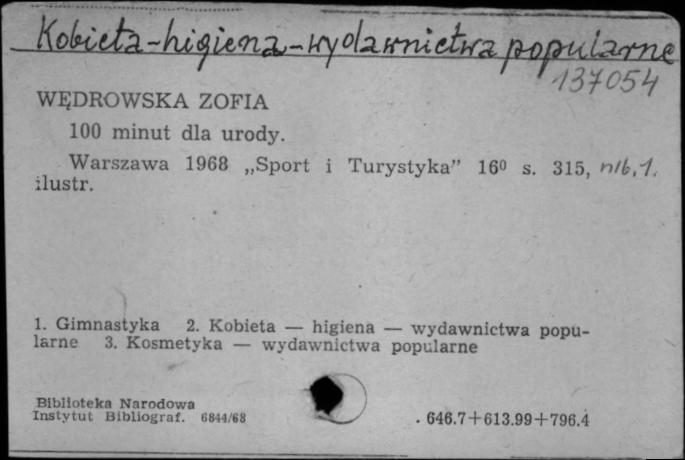 Kobieta-higiena-wydawnictwa popularne
137054
WĘDROWSKA ZOFIA
100 minut dla urody.
Warszawa 1968 „Sport i Turystyka” 16⁰ s. 315, nlb. 1.
ilustr.
1. Gimnastyka 2. Kobieta — higiena — wydawnictwa popu-
larne 3. Kosmetyka — wydawnictwa popularne
Biblioteka Narodowa
Instytut Bibliograf. 6844/68
. 646.7+613.99+796.4